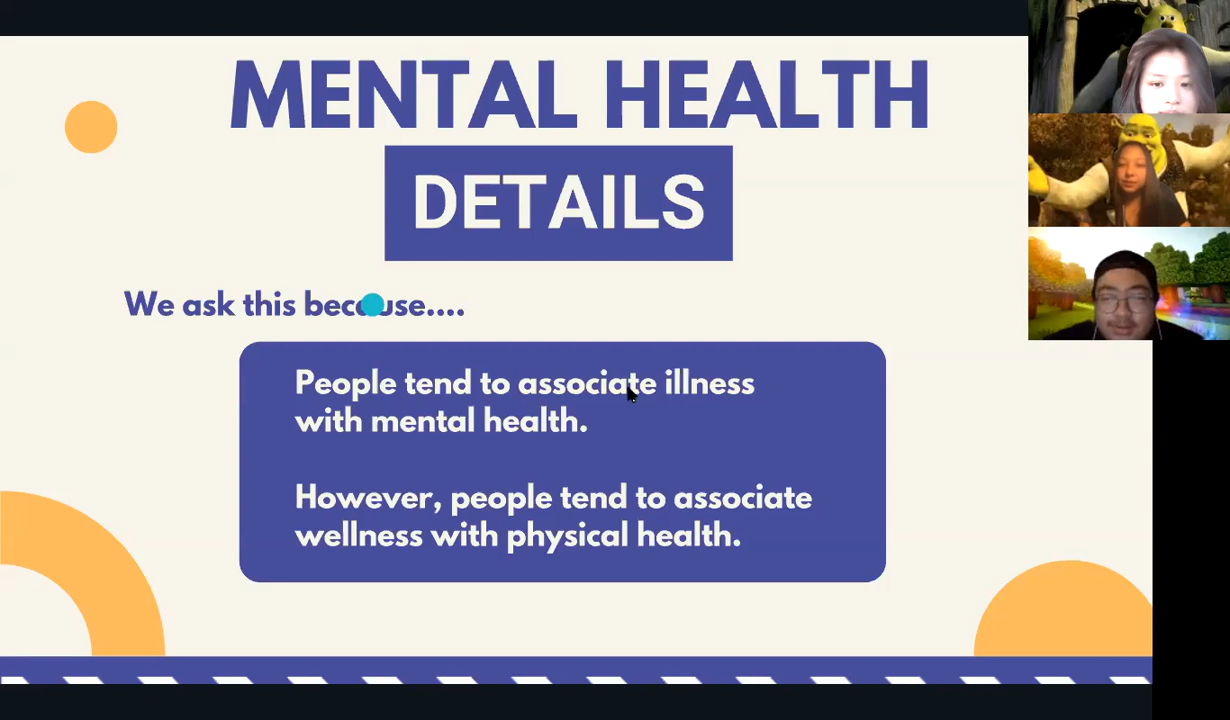 MENTAL HEALTH
DETAILS
We ask this because....
People tend to associate illness
with mental health.
However, people tend to associate
wellness with physical health.